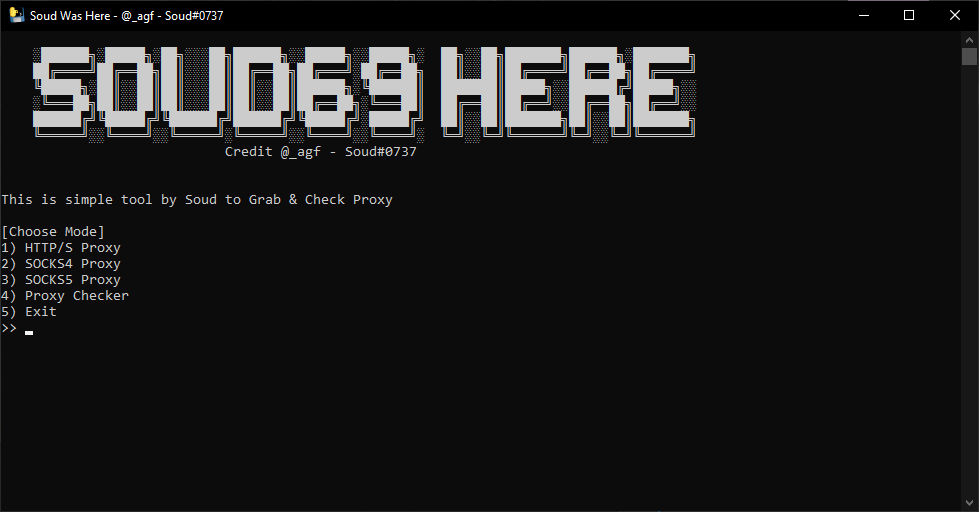 Soud Was Here - @_agf - Soud#0737
SOUD69 HERE
Credit @_agf - Soud#0737
This is simple tool by Soud to Grab & Check Proxy
[Choose Mode]
1) HTTP/S Proxy
2) SOCKS4 Proxy
3) SOCKS5 Proxy
4) Proxy Checker
5) Exit
>>